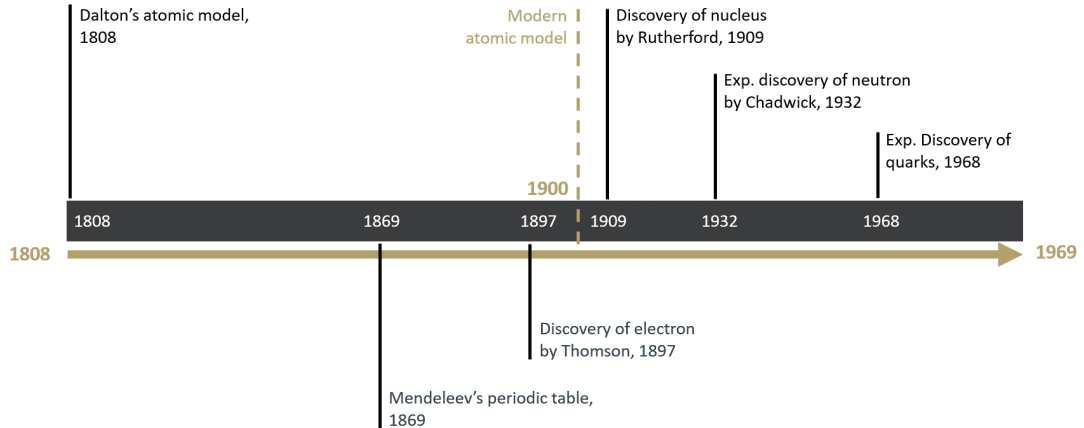 Dalton’s atomic model,
1808
Modern
atomic model
Discovery of nucleus
by Rutherford, 1909
Exp. discovery of neutron
by Chadwick, 1932
Exp. Discovery of
quarks, 1968
1900
1808 1869 1897 1909 1932 1968
1808 1969
Discovery of electron
by Thomson, 1897
Mendeleev’s periodic table,
1869